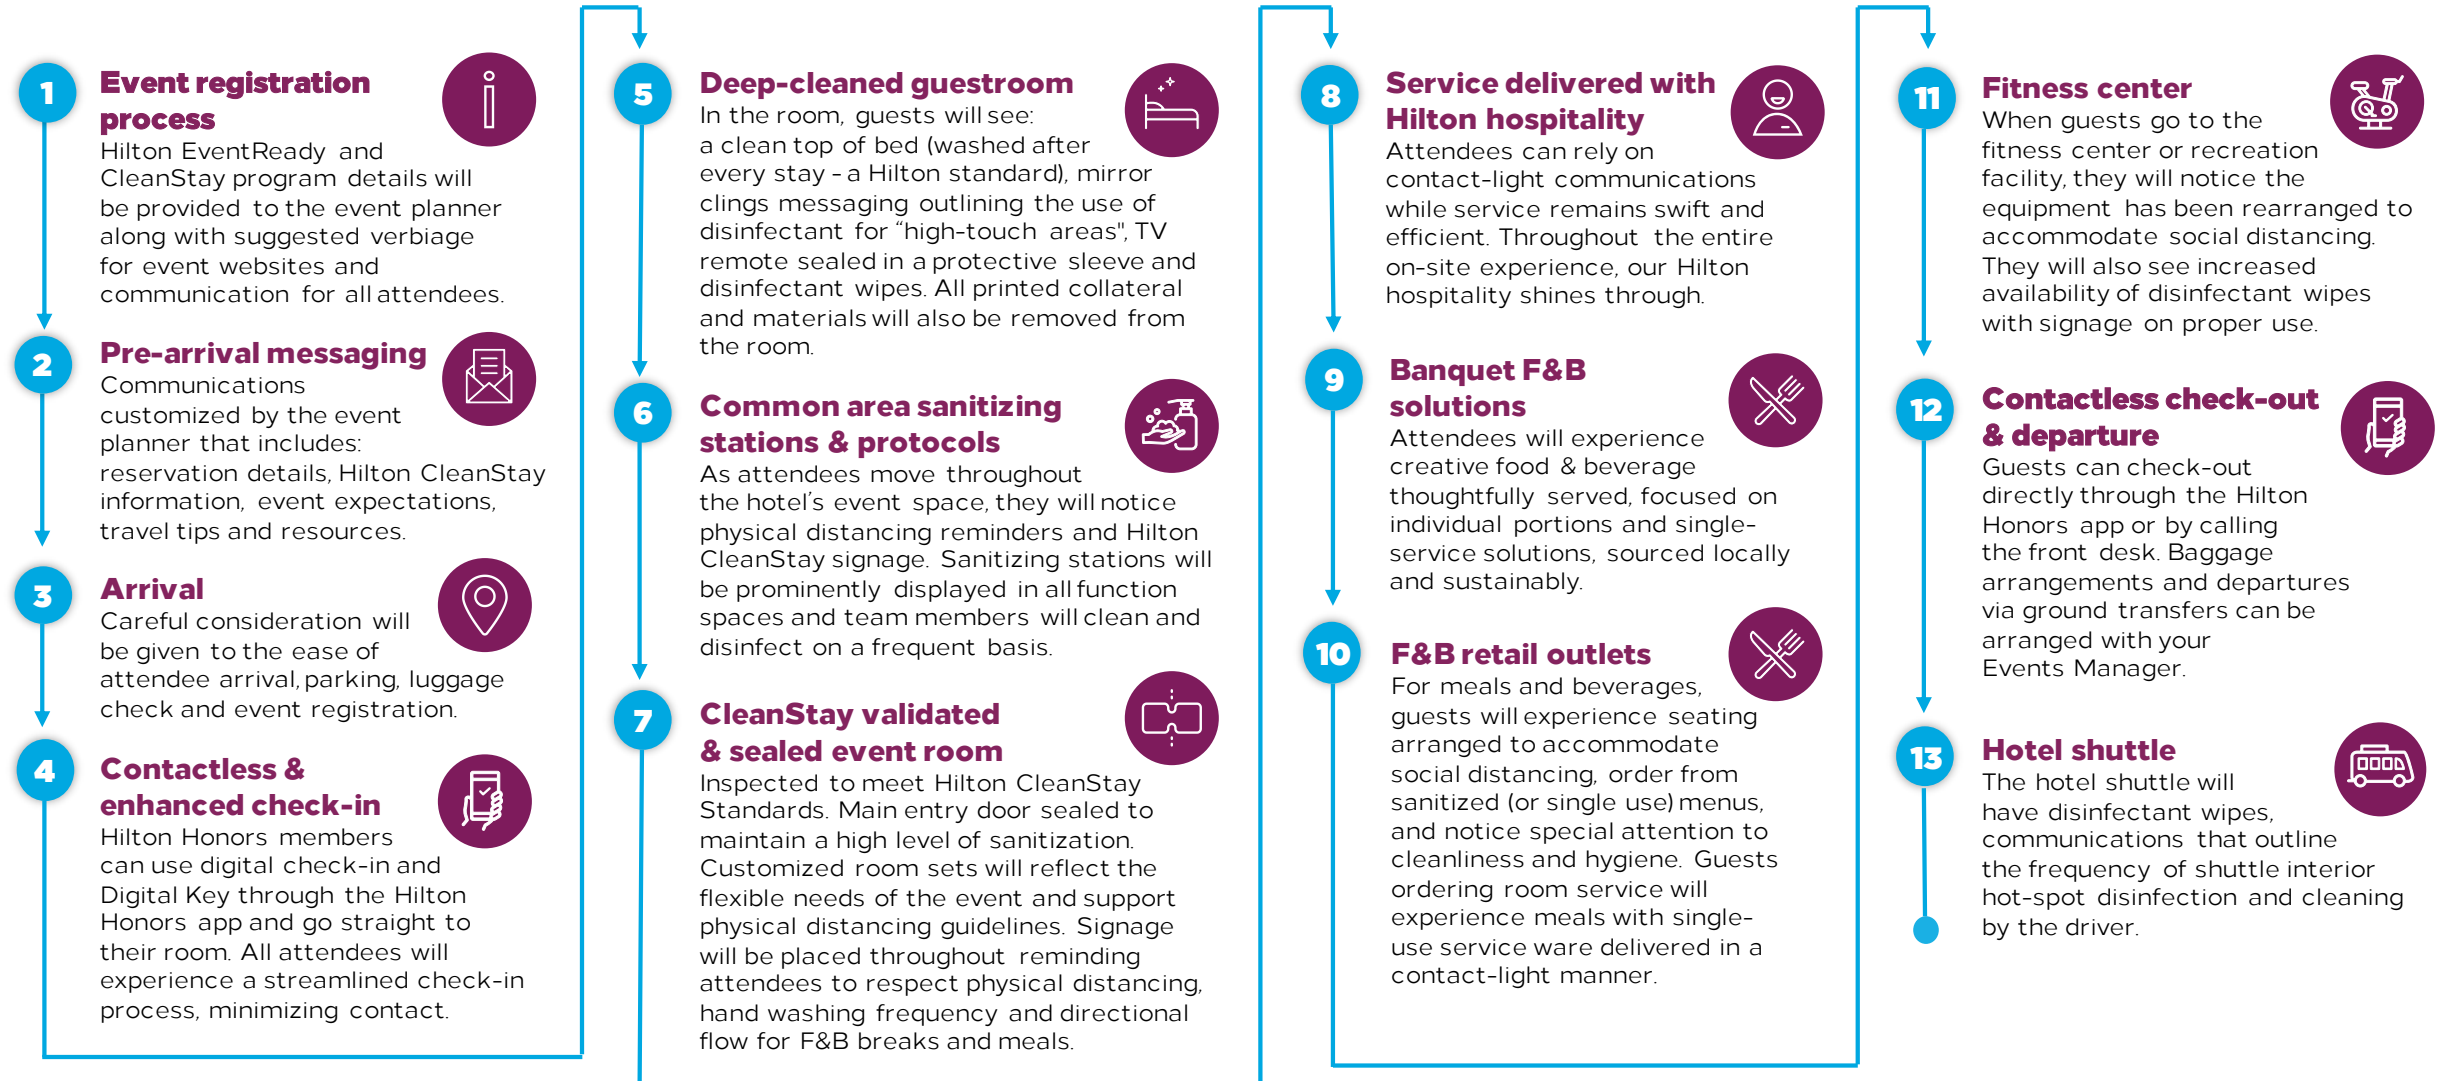 1
Event registration
process
Hilton EventReady and
CleanStay program details will
be provided to the event planner
along with suggested verbiage
for event websites and
communication for all attendees.
2
Pre-arrival messaging
Communications
customized by the event
planner that includes:
reservation details, Hilton CleanStay
information, event expectations,
travel tips and resources.
3
Arrival
Careful consideration will
be given to the ease of
attendee arrival, parking, luggage
check and event registration.
4
Contactless &
enhanced check-in
Hilton Honors members
can use digital check-in and
Digital Key through the Hilton
Honors app and go straight to
their room. All attendees will
experience a streamlined check-in
process, minimizing contact.
5
Deep-cleaned guestroom
In the room, guests will see:
a clean top of bed (washed after
every stay - a Hilton standard), mirror
clings messaging outlining the use of
disinfectant for “high-touch areas", TV
remote sealed in a protective sleeve and
disinfectant wipes. All printed collateral
and materials will also be removed from
the room.
6
Common area sanitizing
stations & protocols
As attendees move throughout
the hotel’s event space, they will notice
physical distancing reminders and Hilton
CleanStay signage. Sanitizing stations will
be prominently displayed in all function
spaces and team members will clean and
disinfect on a frequent basis.
7
CleanStay validated
& sealed event room
Inspected to meet Hilton CleanStay
Standards. Main entry door sealed to
maintain a high level of sanitization.
Customized room sets will reflect the
flexible needs of the event and support
physical distancing guidelines. Signage
will be placed throughout reminding
attendees to respect physical distancing,
hand washing frequency and directional
flow for F&B breaks and meals.
8
Service delivered with
Hilton hospitality
Attendees can rely on
contact-light communications
while service remains swift and
efficient. Throughout the entire
on-site experience, our Hilton
hospitality shines through.
9
Banquet F&B
solutions
Attendees will experience
creative food & beverage
thoughtfully served, focused on
individual portions and single-
service solutions, sourced locally
and sustainably.
10
F&B retail outlets
For meals and beverages,
guests will experience seating
arranged to accommodate
social distancing, order from
sanitized (or single use) menus,
and notice special attention to
cleanliness and hygiene. Guests
ordering room service will
experience meals with single-
use service ware delivered in a
contact-light manner.
11
Fitness center
When guests go to the
fitness center or recreation
facility, they will notice the
equipment has been rearranged to
accommodate social distancing.
They will also see increased
availability of disinfectant wipes
with signage on proper use.
12
Contactless check-out
& departure
Guests can check-out
directly through the Hilton
Honors app or by calling
the front desk. Baggage
arrangements and departures
via ground transfers can be
arranged with your
Events Manager.
13
Hotel shuttle
The hotel shuttle will
have disinfectant wipes,
communications that outline
the frequency of shuttle interior
hot-spot disinfection and cleaning
by the driver.